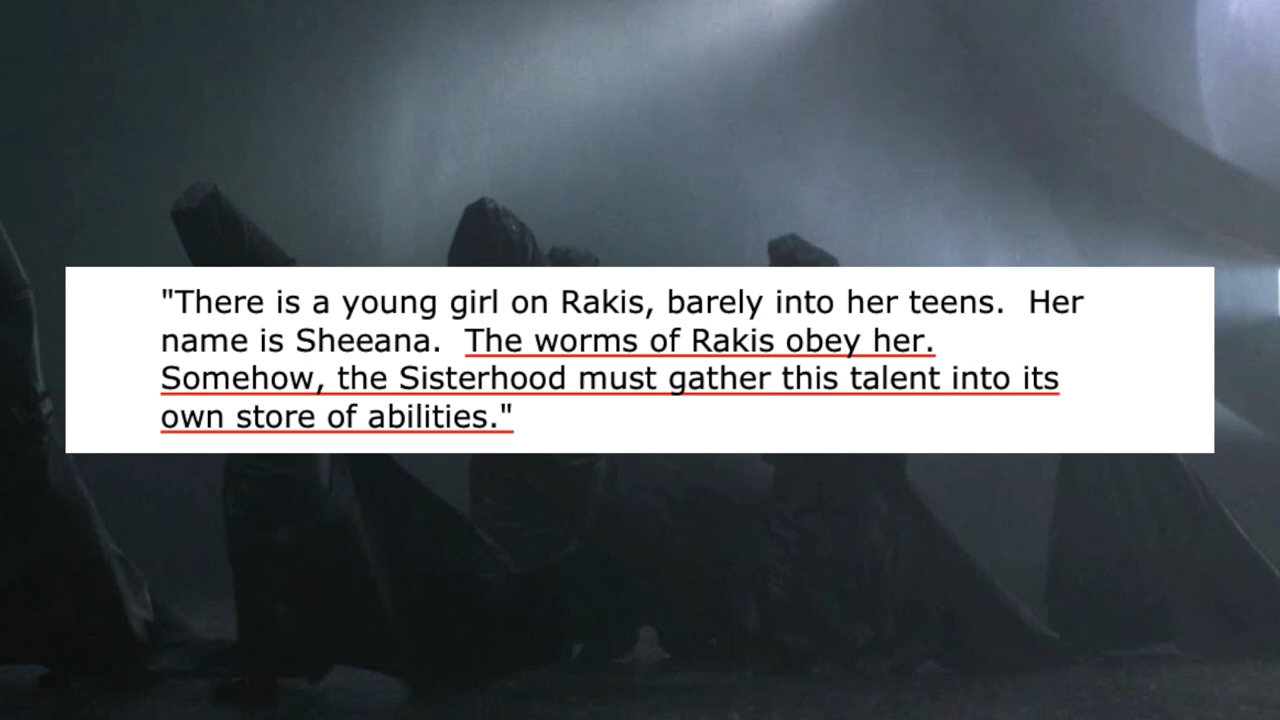 "There is a young girl on Rakis, barely into her teens.  Her
name is Sheeana.  The worms of Rakis obey her.
Somehow, the Sisterhood must gather this talent into its
own store of abilities."